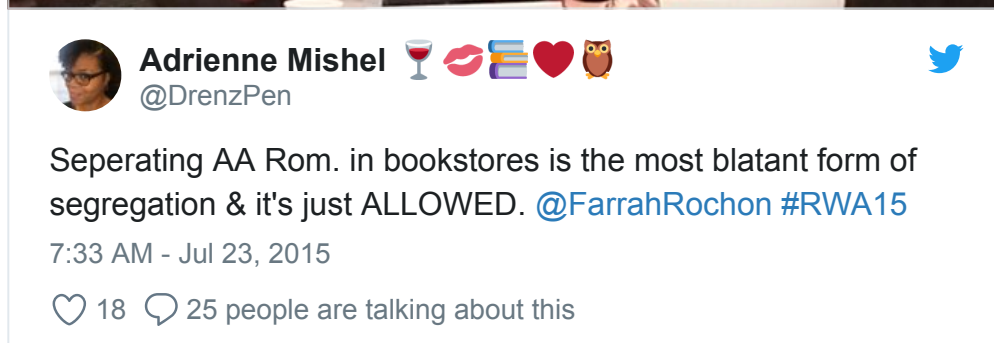 Adrienne Mishel 🍷💋📚❤️🦉
@DrenzPen
Seperating AA Rom. in bookstores is the most blatant form of
segregation & it's just ALLOWED. @FarrahRochon #RWA15
7:33 AM - Jul 23, 2015
18 25 people are talking about this